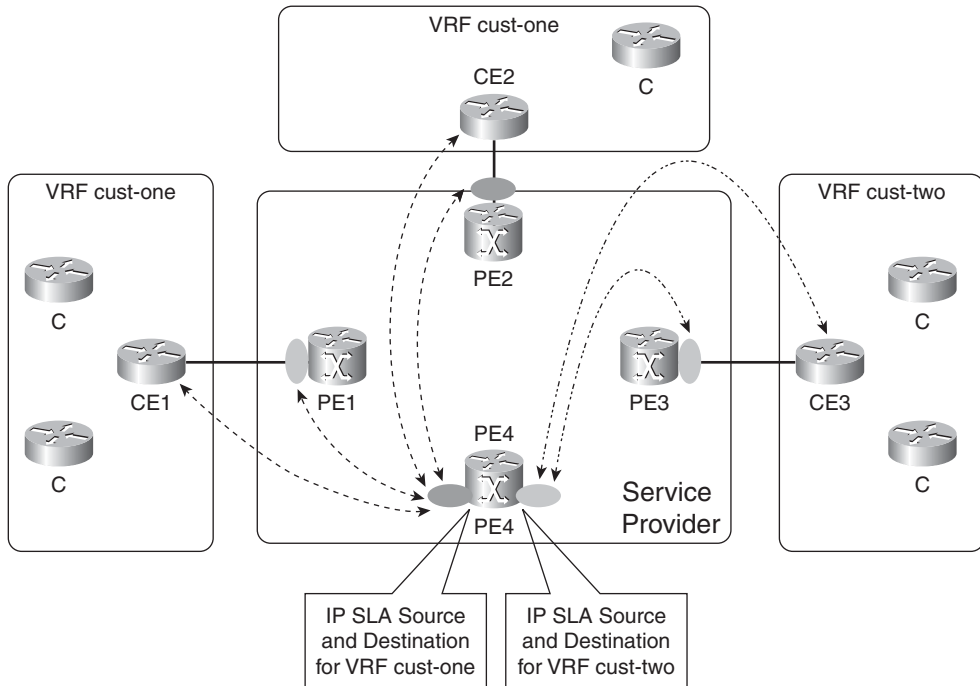 VRF cust-one
C
CE2
VRF cust-one
VRF cust-two
PE2
C
C
CE1
PE1
PE3
CE3
PE4
C
C
PE4
Service
Provider
IP SLA Source
and Destination
for VRF cust-one
IP SLA Source
and Destination
for VRF cust-two